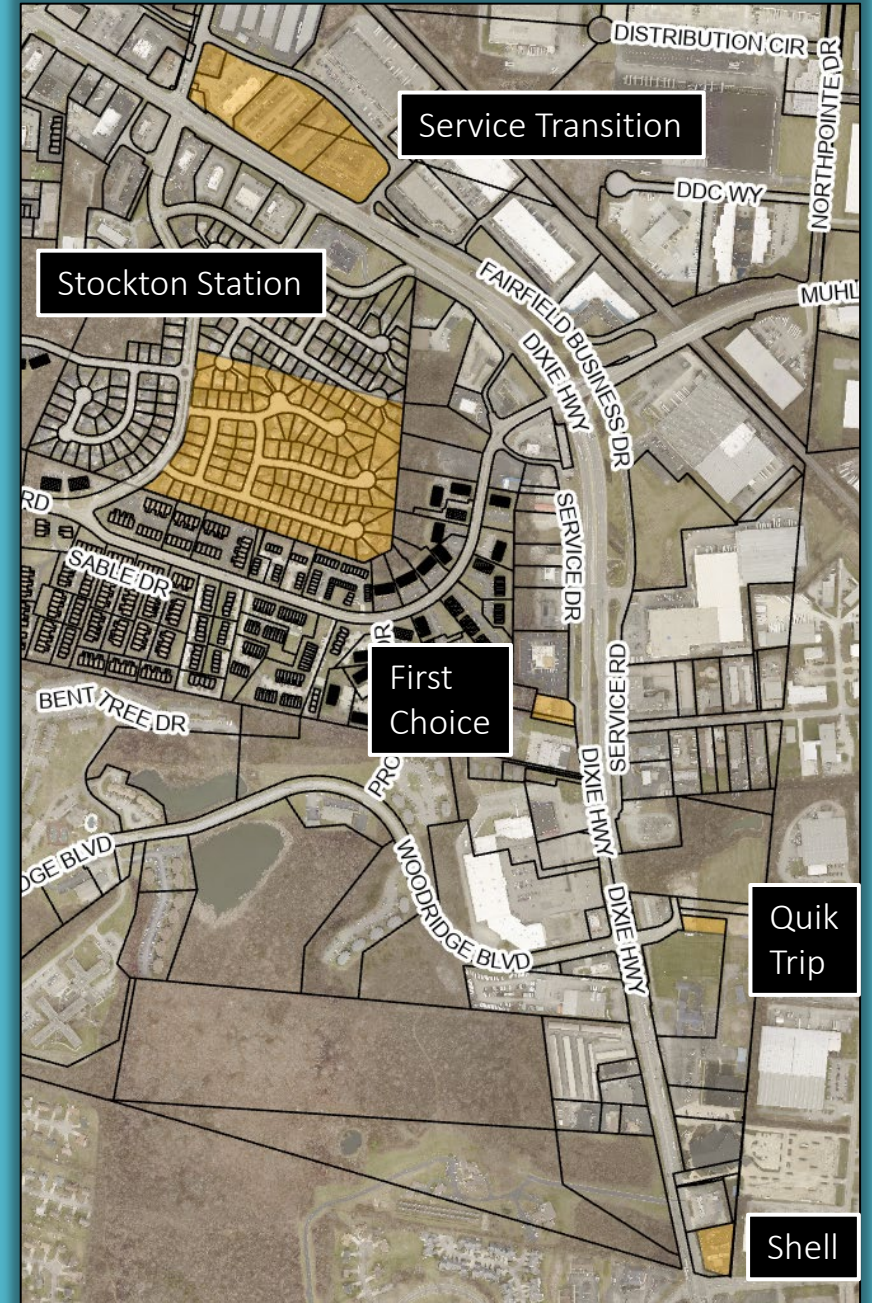 DISTRIBUTION CIR
NORTHPOINTE DR
Service Transition
DDC WY
Stockton Station
FAIRFIELD BUSINESS DR
MUHL
DIXIE HWY
RD
SERVICE DR
SABLE DR
DR
First
Choice
SERVICE RD
BENT TREE DR
PRO
DIXIE HWY
DGE BLVD
WOODRIDGE BLVD
DIXIE HWY
Quik
Trip
Shell